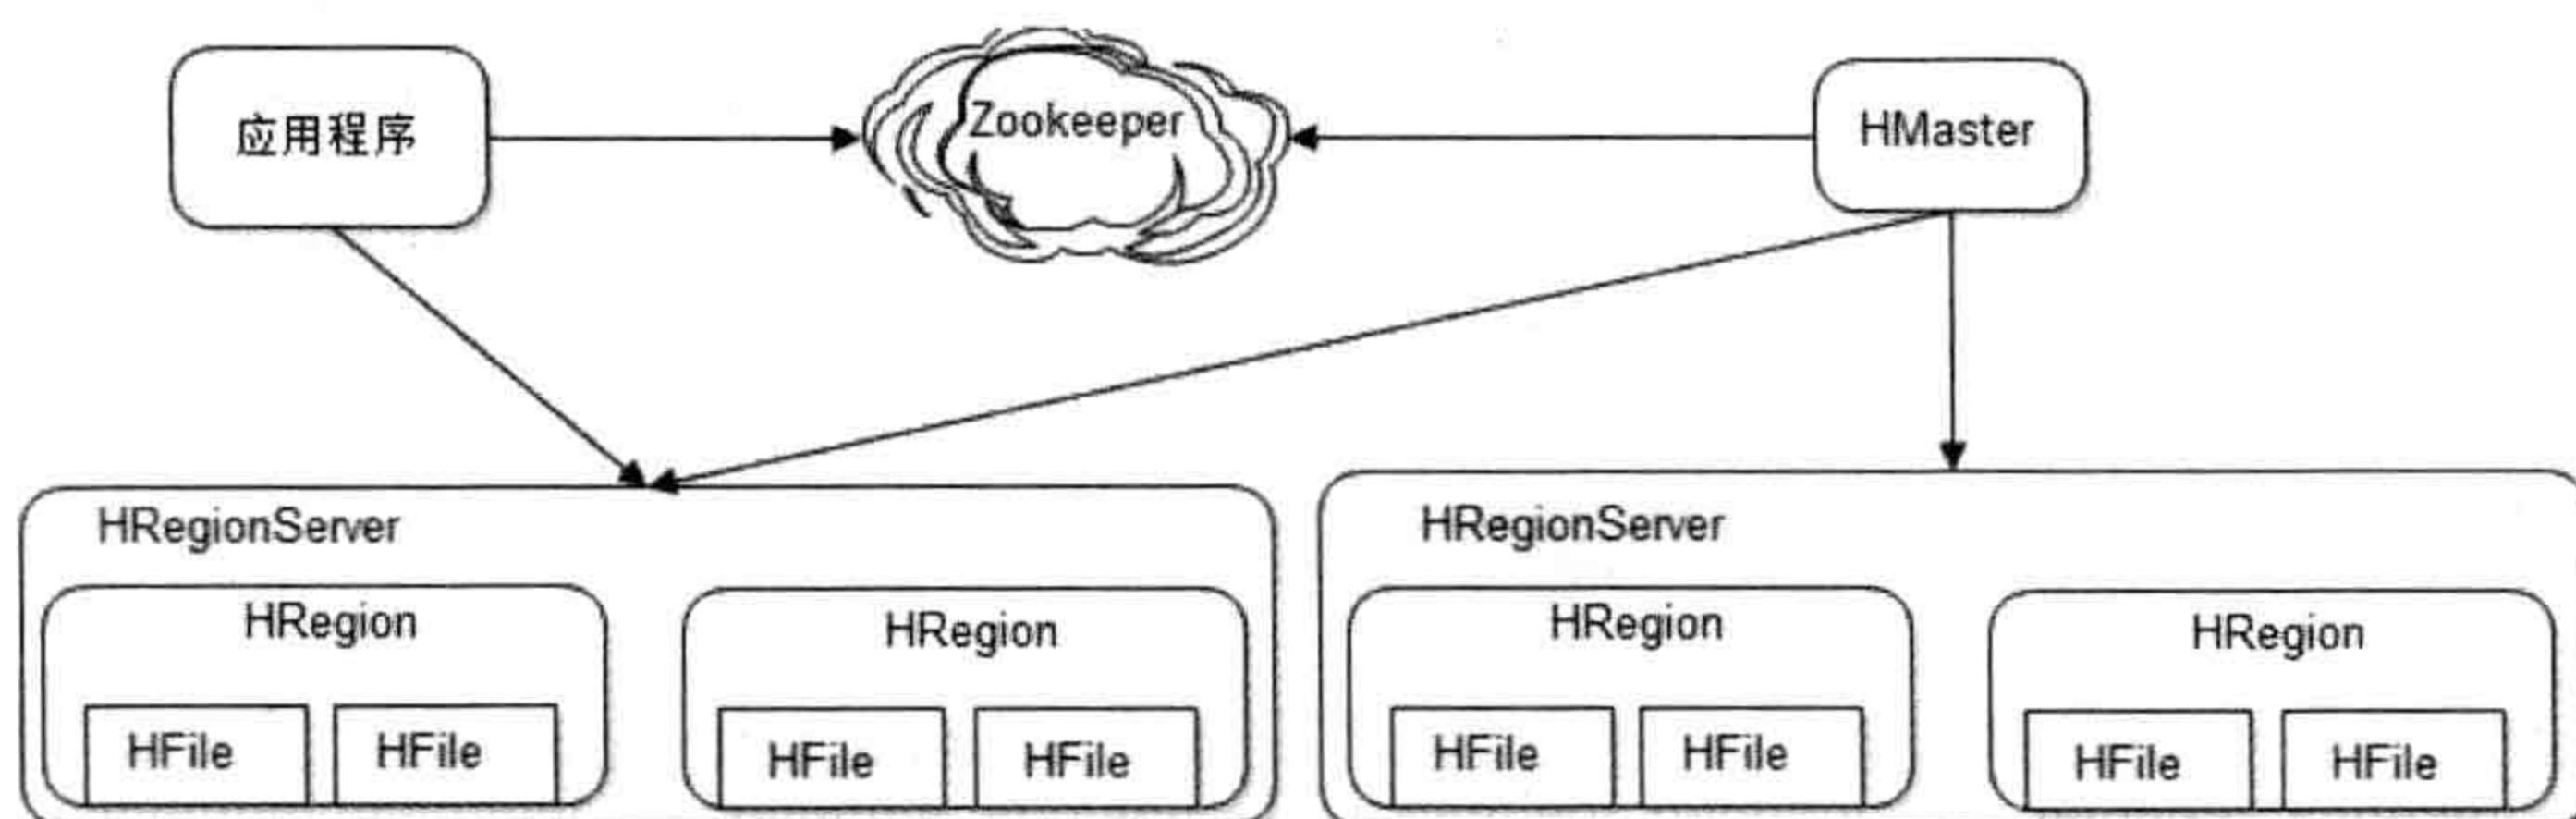 应用程序
Zookeeper
HMaster
HRegionServer
HRegionServer
HRegion
HRegion
HRegion
HRegion
HFile
HFile
HFile
HFile
HFile
HFile
HFile
HFile